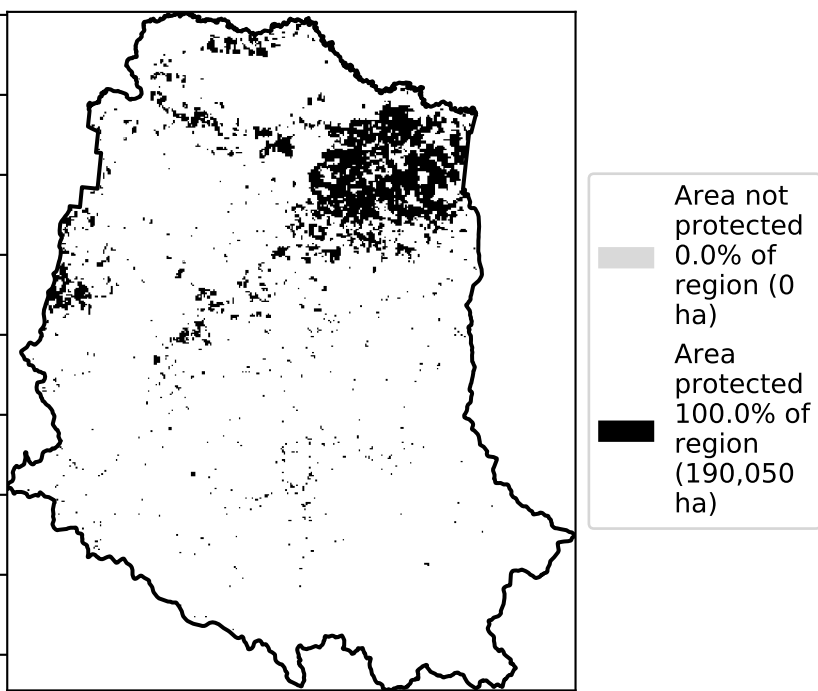 Area not
protected
0.0% of
region (0
ha)
Area
protected
100.0% of
region
(190,050
ha)